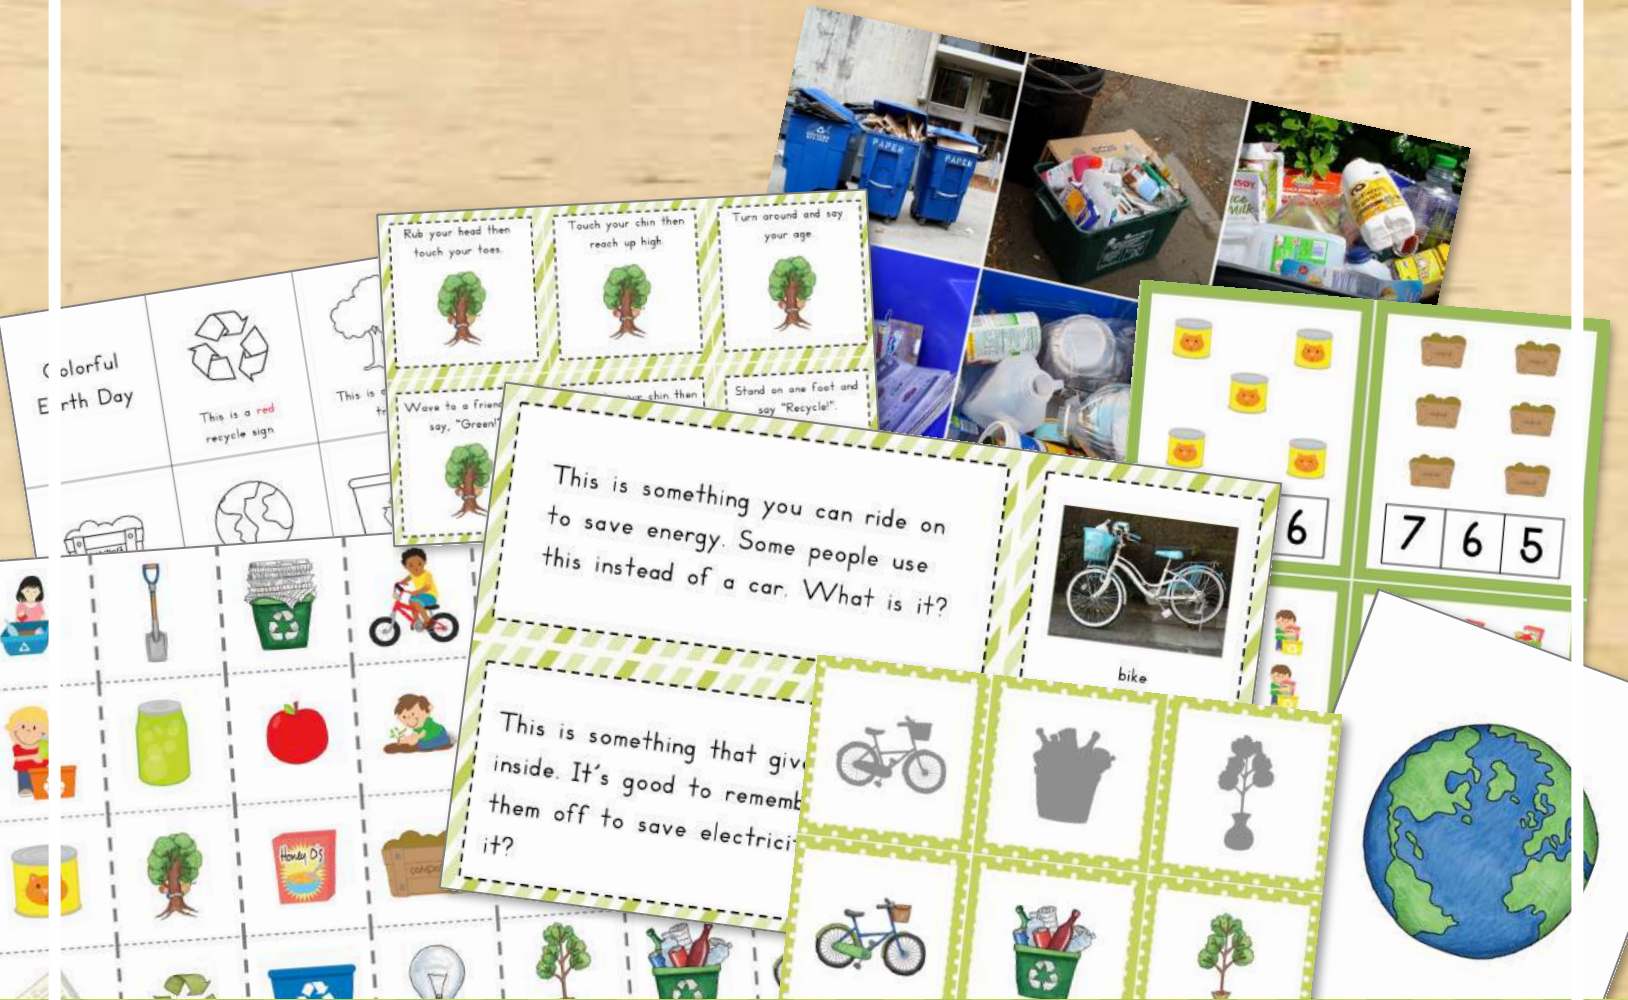 PAPER
PAPER
Rub your head then
touch your toes.
Touch your chin then
reach up high.
Turn around and say
your age.
Wave to a friend
say, "Green!"
chin then
Stand on one foot and
say "Recycle!".
Colorful
Earth Day
This is a red
recycle sign.
This is
6
7 6 5
This is something you can ride on
to save energy. Some people use
this instead of a car. What is it?
bike
This is something that
inside. It's good to
them off to save
it?
Honey O's
compost